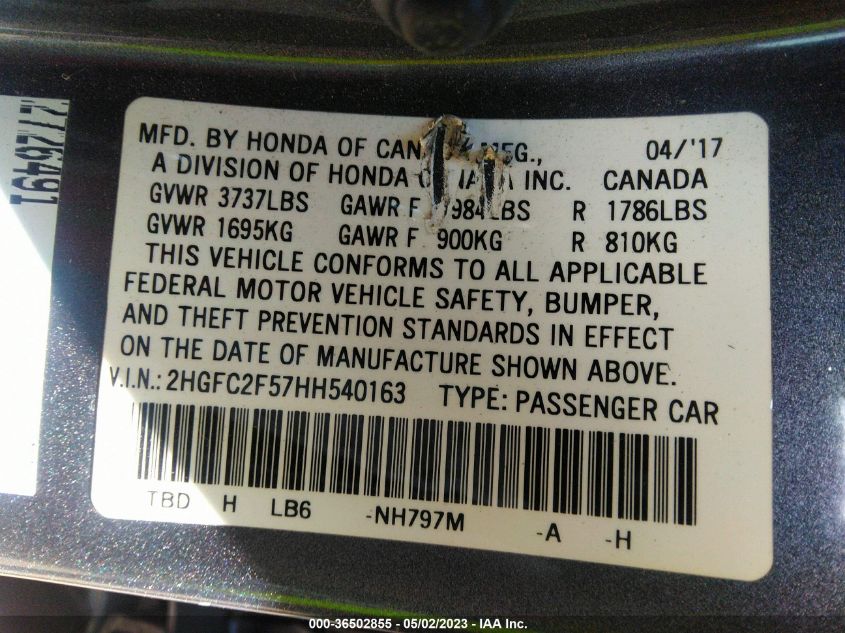 MFD. BY HONDA OF MFG., 04/'17
A DIVISION OF HONDA INC. CANADA
GVWR 3737LBS GAWR F R 1786LBS
GVWR 1695KG GAWR F 900KG R 810KG
THIS VEHICLE CONFORMS TO ALL APPLICABLE
FEDERAL MOTOR VEHICLE SAFETY, BUMPER,
AND THEFT PREVENTION STANDARDS IN EFFECT
ON THE DATE OF MANUFACTURE SHOWN ABOVE.
V.I.N.: 2HGFC2F57HH540163 TYPE: PASSENGER CAR
TBD H LB6 -NH797M -A -H
000-36502855 - 05/02/2023 - IAA Inc.